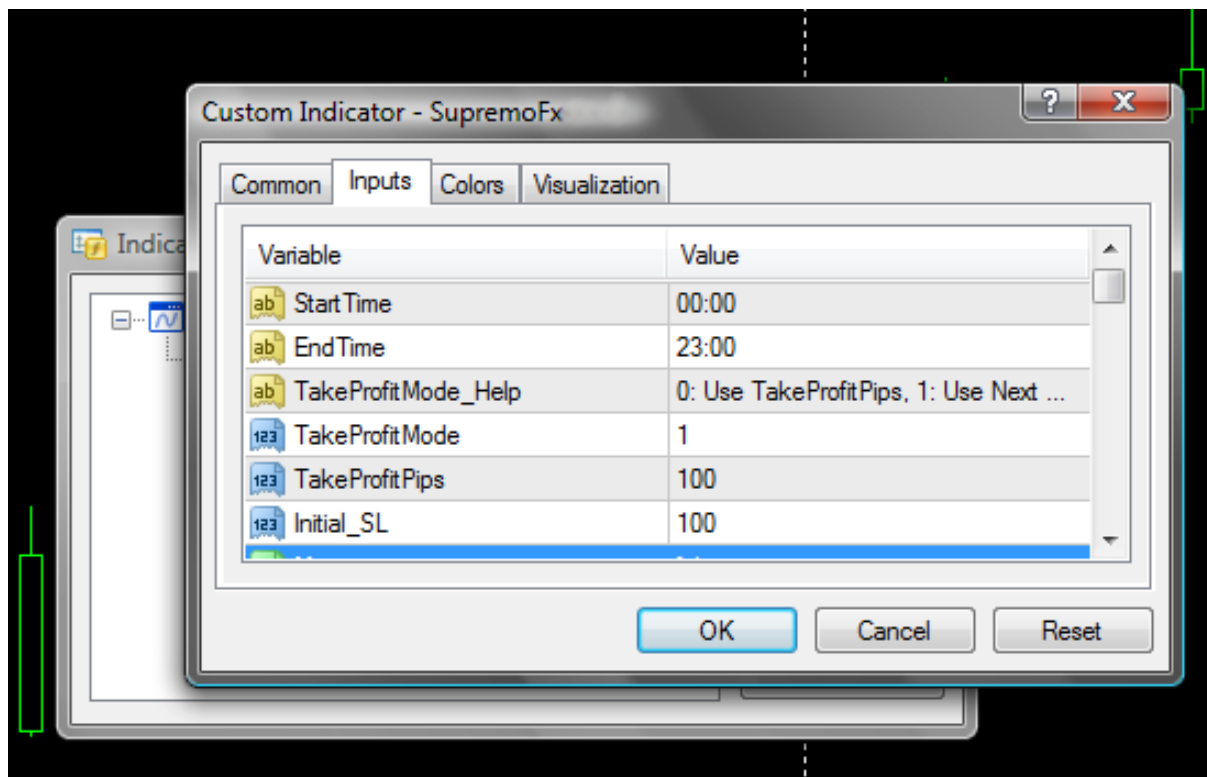 Custom Indicator - SupremoFx
Common Inputs Colors Visualization
Indica
Variable Value
ab StartTime 00:00
ab EndTime 23:00
ab TakeProfitMode_Help 0: Use TakeProfitPips, 1: Use Next ...
123 TakeProfitMode 1
123 TakeProfitPips 100
123 Initial_SL 100
OK Cancel Reset